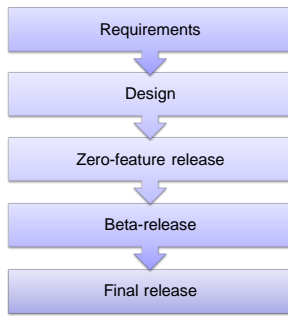 Requirements
Design
Zero-feature release
Beta-release
Final release